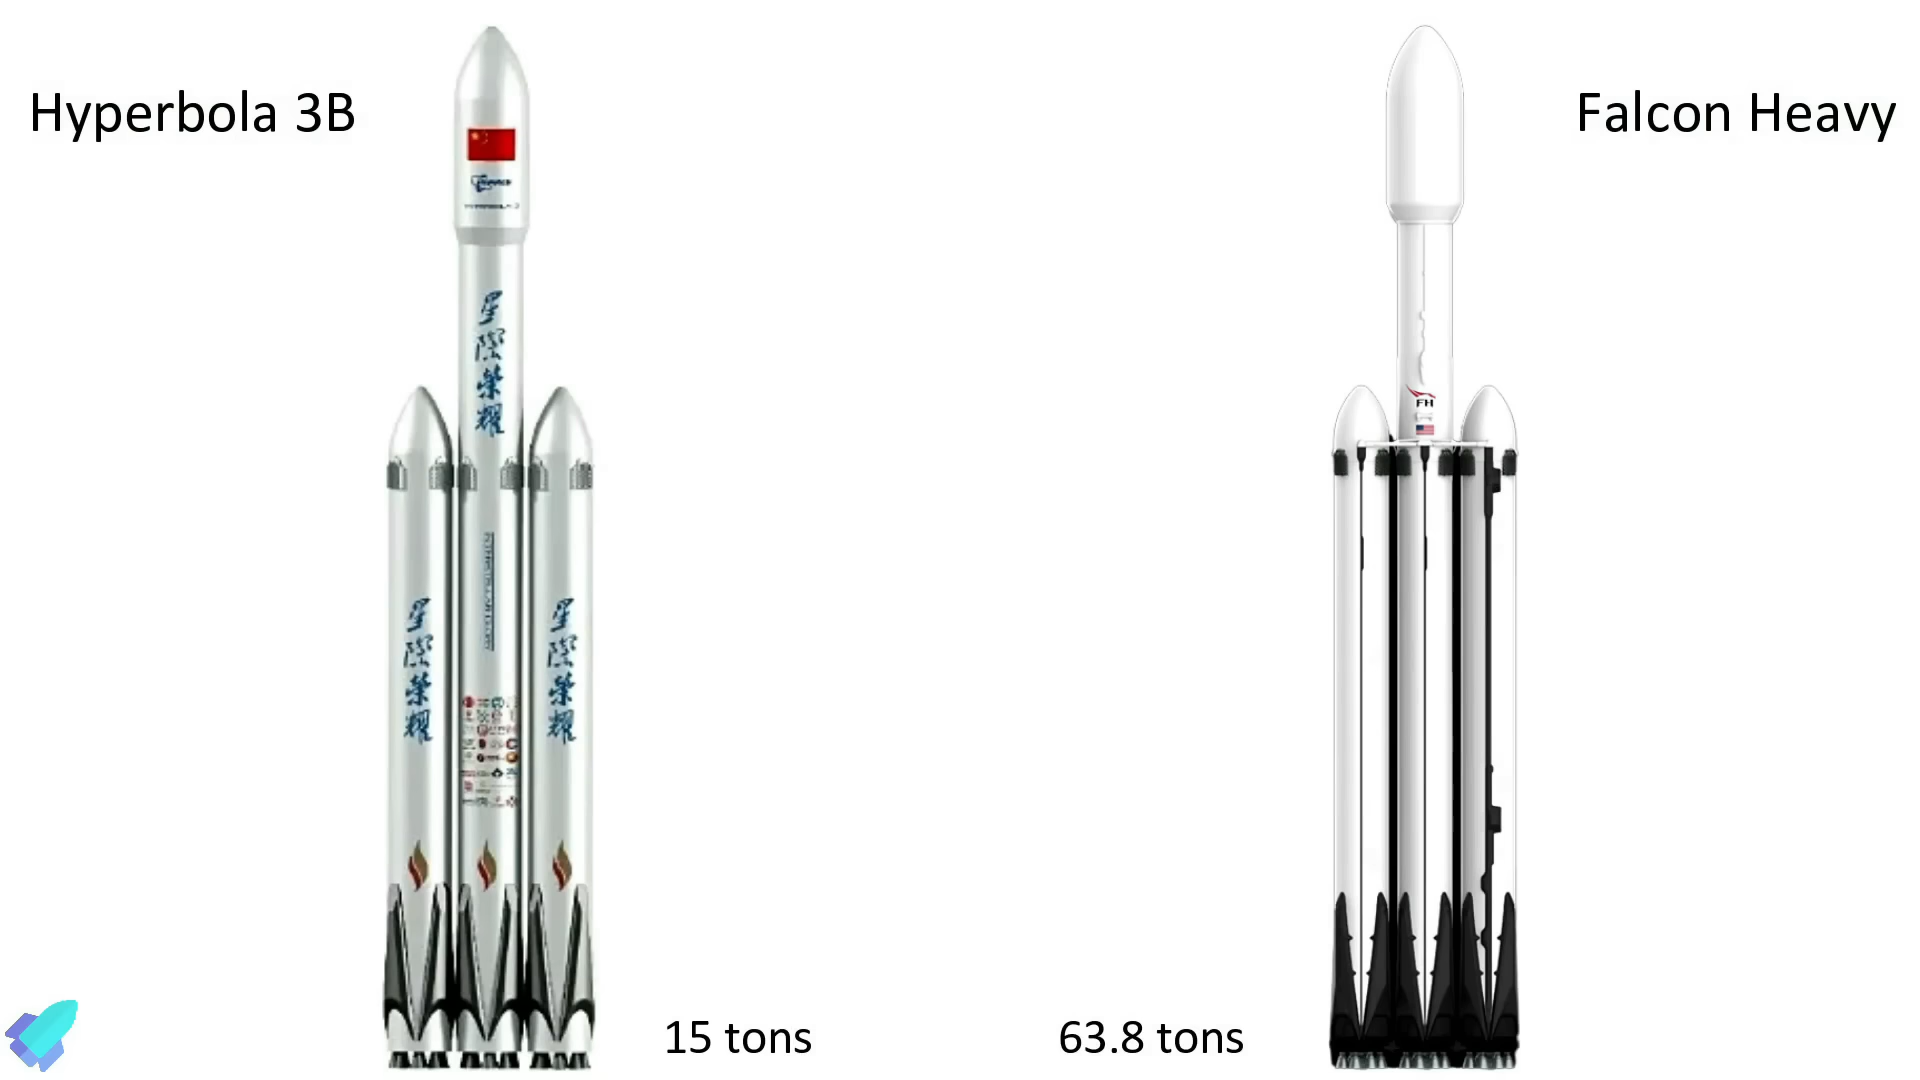 Hyperbola 3B
Falcon Heavy
星
際
榮
耀
FH
星
際
榮
耀
星
際
榮
耀
15 tons
63.8 tons